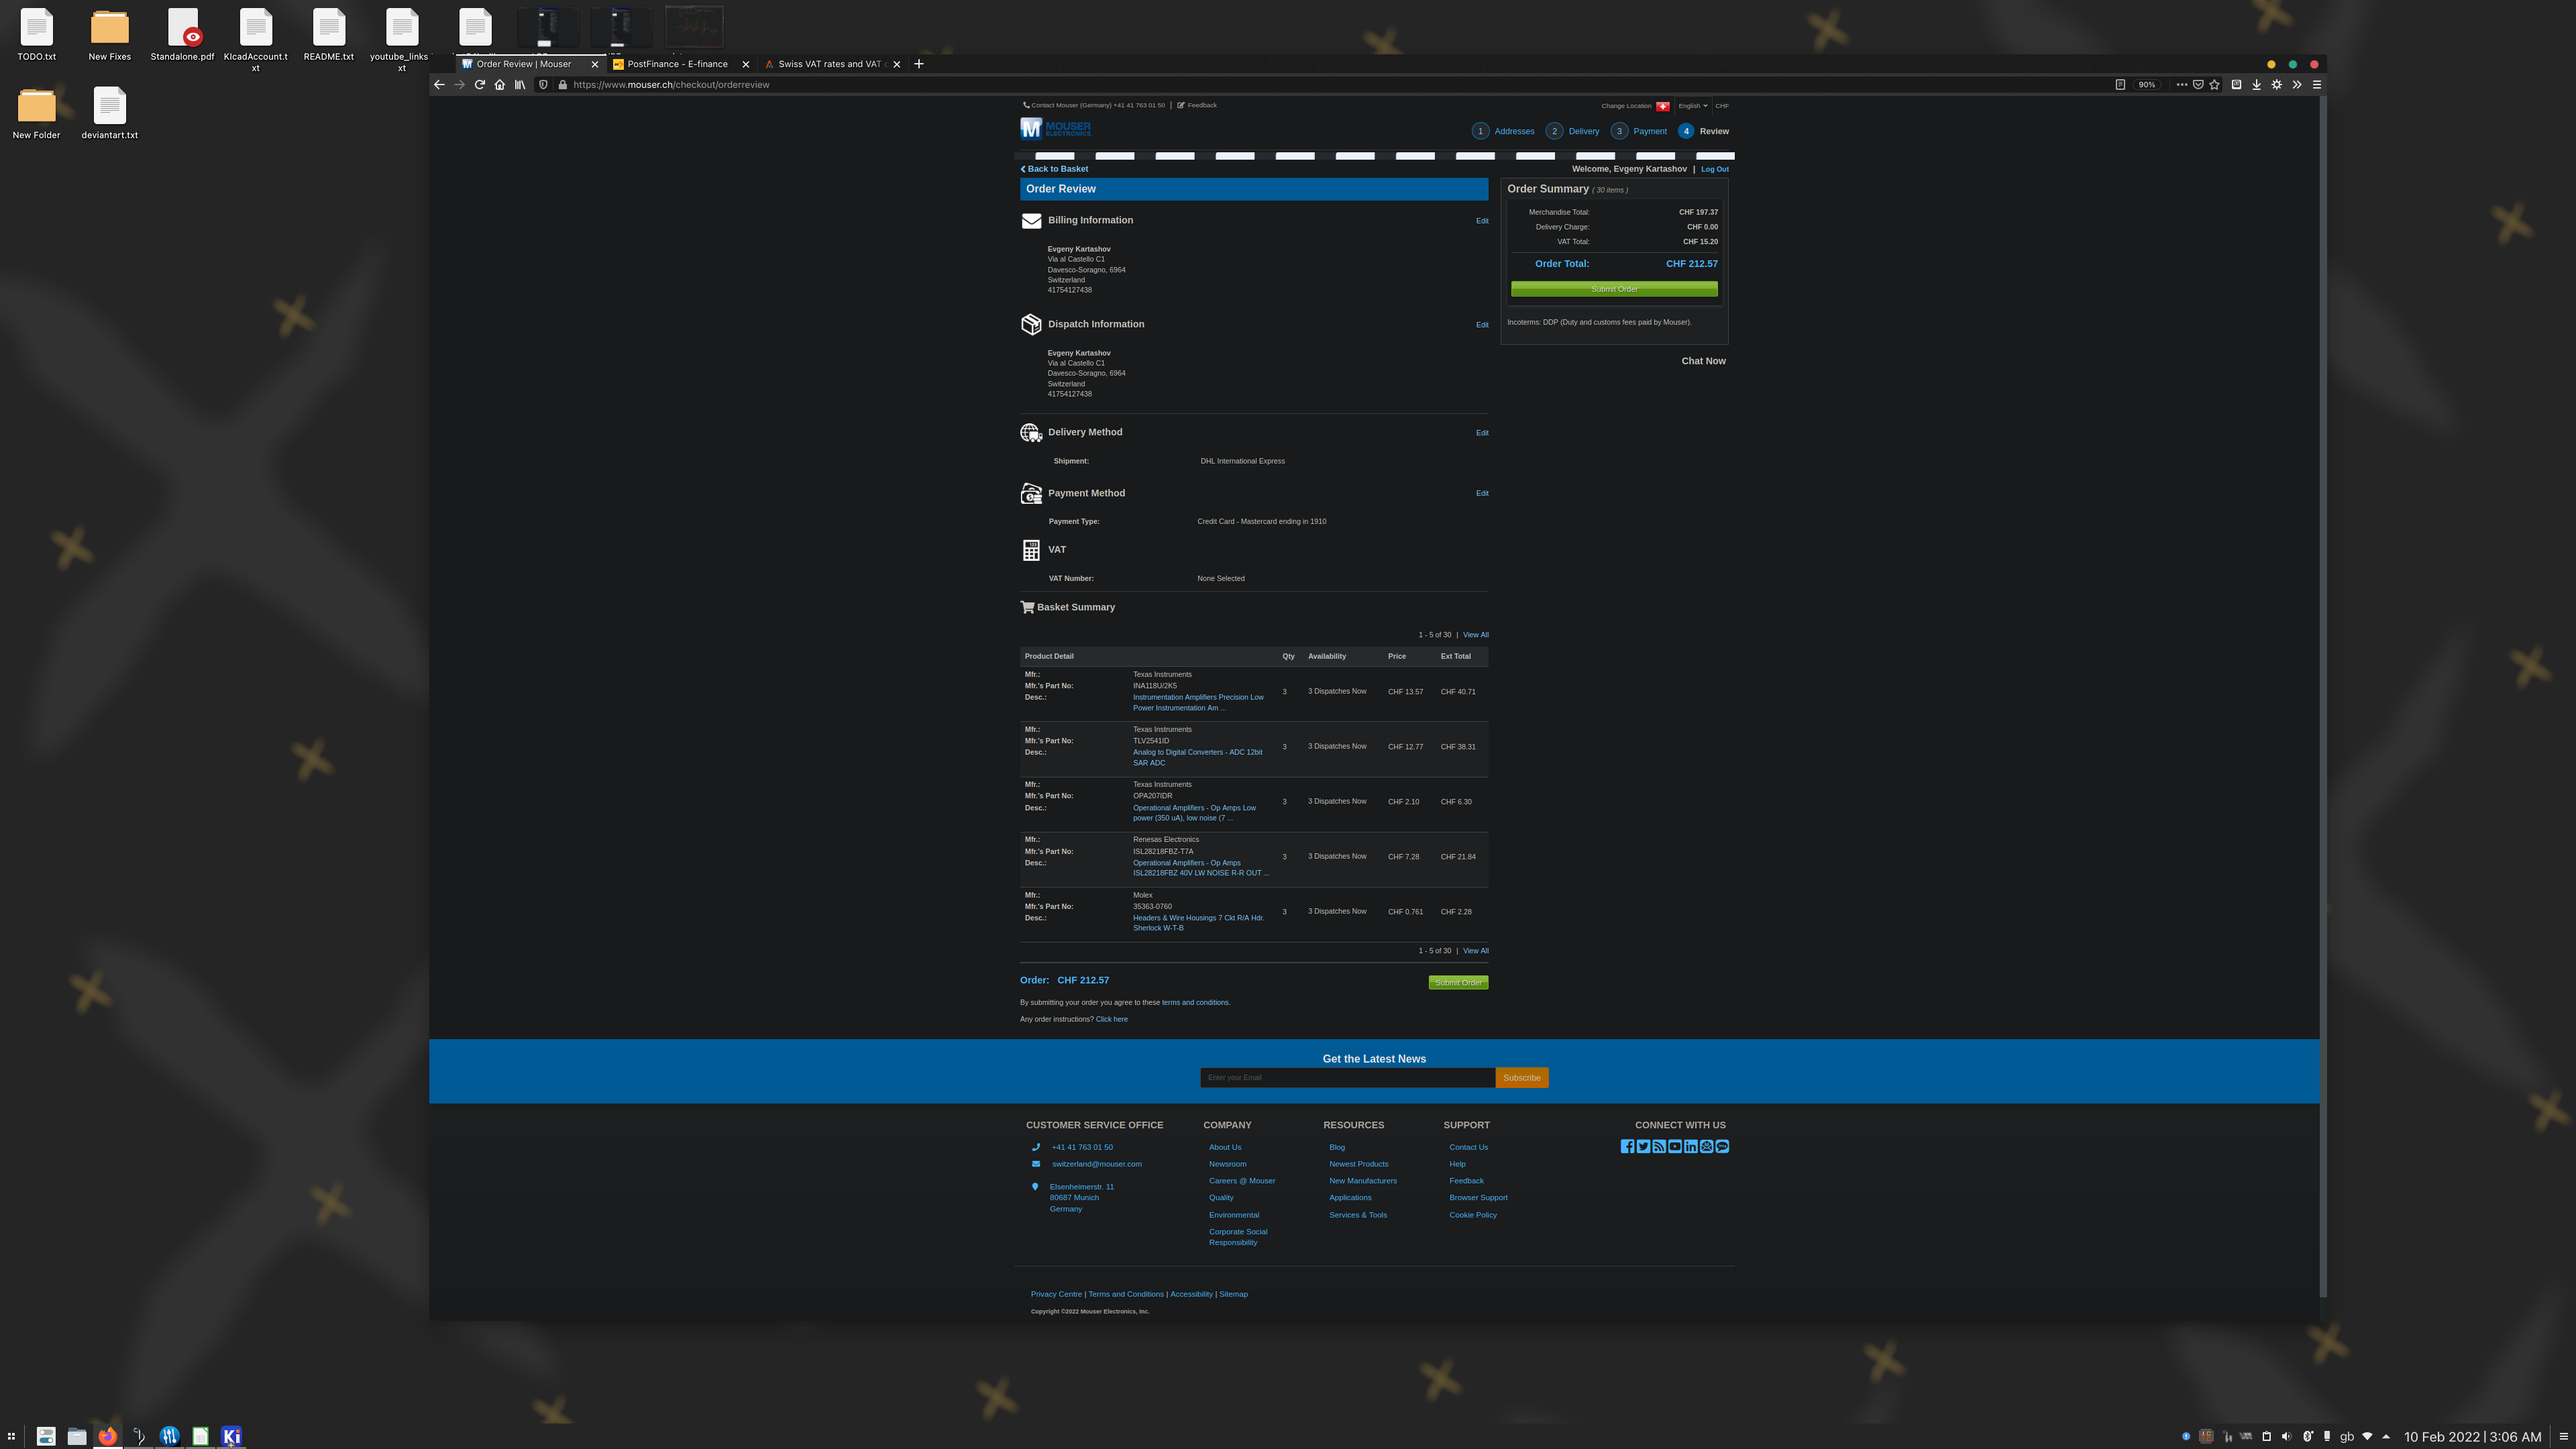 TODO.txt
New Fixes
Standalone.pdf
KIcadAccount.t
xt
README.txt
youtube_links
xt
New Folder
deviantart.txt
Order Review | Mouser
PostFinance - E-finance
Swiss VAT rates and VAT
https://www.mouser.ch/checkout/orderreview
90%
Contact Mouser (Germany) +41 41 763 01 50 | Feedback
Change Location
English
CHF
M MOUSER
ELECTRONICS
1 Addresses
2 Delivery
3 Payment
4 Review
Back to Basket
Welcome, Evgeny Kartashov | Log Out
Order Review
Billing Information
Edit
Evgeny Kartashov
Via al Castello C1
Davesco-Soragno, 6964
Switzerland
41754127438
Dispatch Information
Edit
Evgeny Kartashov
Via al Castello C1
Davesco-Soragno, 6964
Switzerland
41754127438
Delivery Method
Edit
Shipment: DHL International Express
Payment Method
Edit
Payment Type: Credit Card - Mastercard ending in 1910
VAT
VAT Number: None Selected
Order Summary ( 30 items )
Merchandise Total: CHF 197.37
Delivery Charge: CHF 0.00
VAT Total: CHF 15.20
Order Total: CHF 212.57
Submit Order
Incoterms: DDP (Duty and customs fees paid by Mouser).
Chat Now
Basket Summary
1 - 5 of 30 | View All
Product Detail Qty Availability Price Ext Total
Mfr.: Texas Instruments
Mfr.'s Part No: INA118U/2K5
Desc.: Instrumentation Amplifiers Precision Low
Power Instrumentation Am ...
3 3 Dispatches Now CHF 13.57 CHF 40.71
Mfr.: Texas Instruments
Mfr.'s Part No: TLV2541ID
Desc.: Analog to Digital Converters - ADC 12bit
SAR ADC
3 3 Dispatches Now CHF 12.77 CHF 38.31
Mfr.: Texas Instruments
Mfr.'s Part No: OPA207IDR
Desc.: Operational Amplifiers - Op Amps Low
power (350 uA), low noise (7 ...
3 3 Dispatches Now CHF 2.10 CHF 6.30
Mfr.: Renesas Electronics
Mfr.'s Part No: ISL28218FBZ-T7A
Desc.: Operational Amplifiers - Op Amps
ISL28218FBZ 40V LW NOISE R-R OUT ...
3 3 Dispatches Now CHF 7.28 CHF 21.84
Mfr.: Molex
Mfr.'s Part No: 35363-0760
Desc.: Headers & Wire Housings 7 Ckt R/A Hdr.
Sherlock W-T-B
3 3 Dispatches Now CHF 0.761 CHF 2.28
1 - 5 of 30 | View All
Order: CHF 212.57
Submit Order
By submitting your order you agree to these terms and conditions.
Any order instructions? Click here
Get the Latest News
Enter your Email
Subscribe
CUSTOMER SERVICE OFFICE
+41 41 763 01 50
switzerland@mouser.com
Elsenheimerstr. 11
80687 Munich
Germany
COMPANY
About Us
Newsroom
Careers @ Mouser
Quality
Environmental
Corporate Social
Responsibility
RESOURCES
Blog
Newest Products
New Manufacturers
Applications
Services & Tools
SUPPORT
Contact Us
Help
Feedback
Browser Support
Cookie Policy
CONNECT WITH US
Privacy Centre | Terms and Conditions | Accessibility | Sitemap
Copyright ©2022 Mouser Electronics, Inc.
Ki
gb
10 Feb 2022 | 3:06 AM